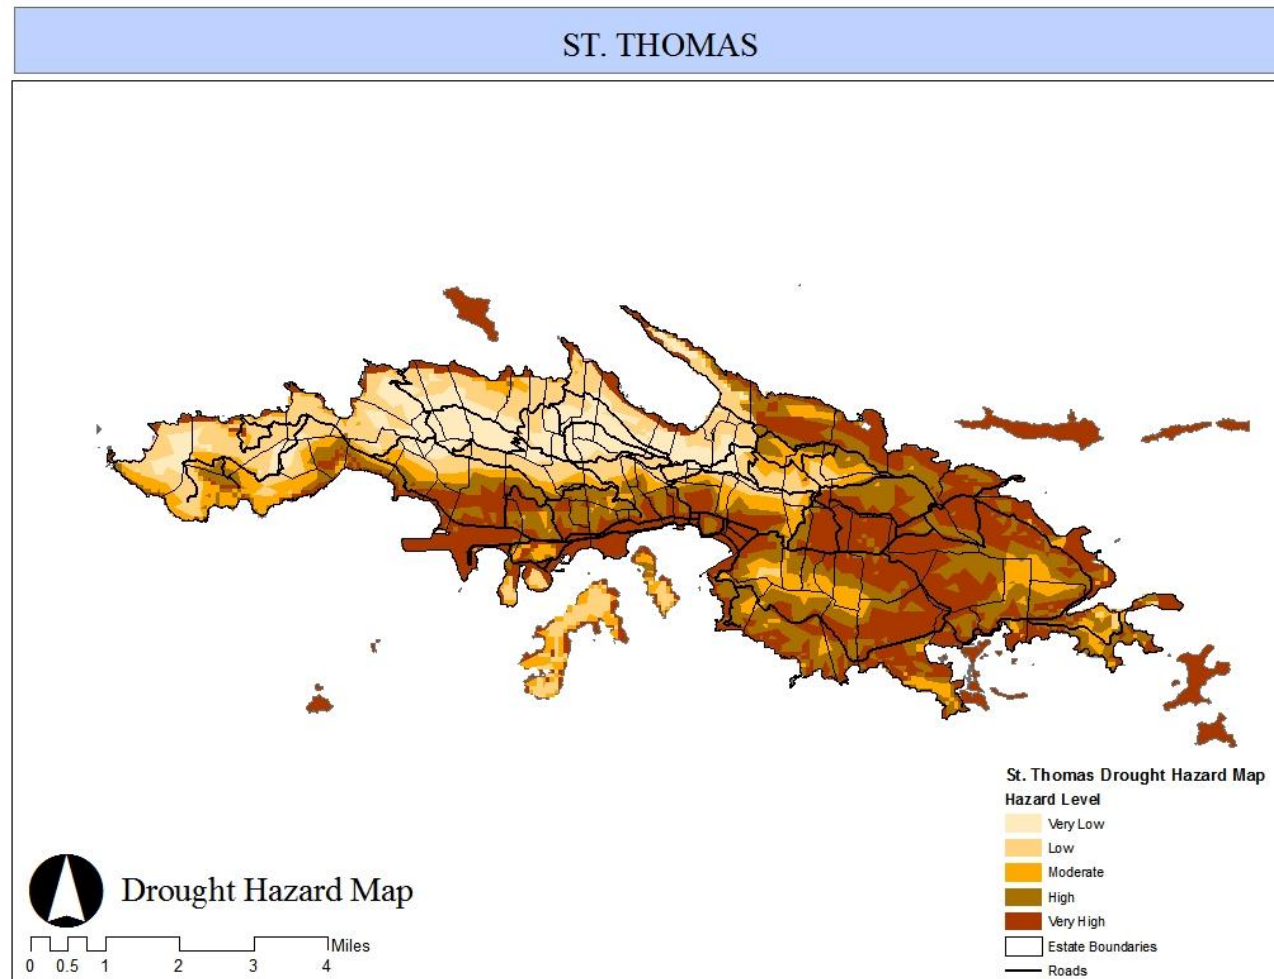 ST. THOMAS
St. Thomas Drought Hazard Map
Hazard Level
Very Low
Low
Moderate
High
Very High
Estate Boundaries
Roads
Drought Hazard Map
Miles
0 0.5 1 2 3 4